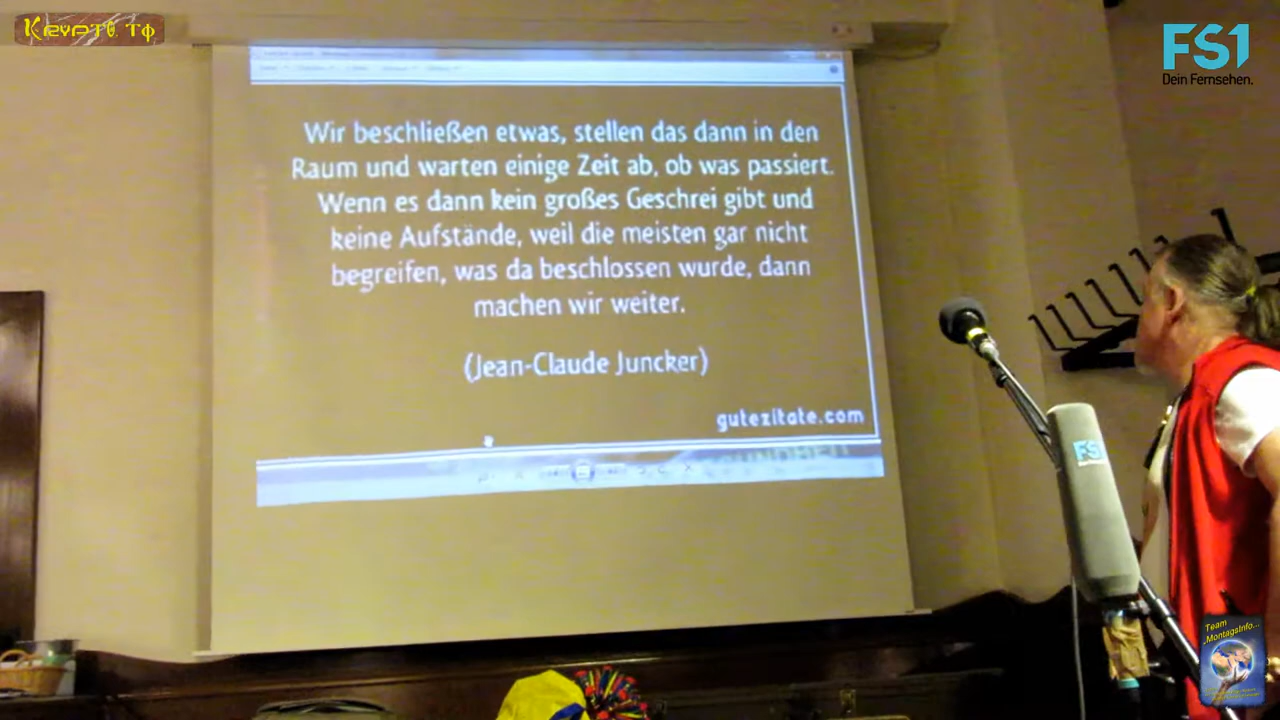 Krypto TV
FS1
Dein Fernsehen.
Wir beschließen etwas, stellen das dann in den
Raum und warten einige Zeit ab, ob was passiert.
Wenn es dann kein großes Geschrei gibt und
keine Aufstände, weil die meisten gar nicht
begreifen, was da beschlossen wurde, dann
machen wir weiter.
(Jean-Claude Juncker)
gutezitate.com
FS1
Team
„MontagsInfo...